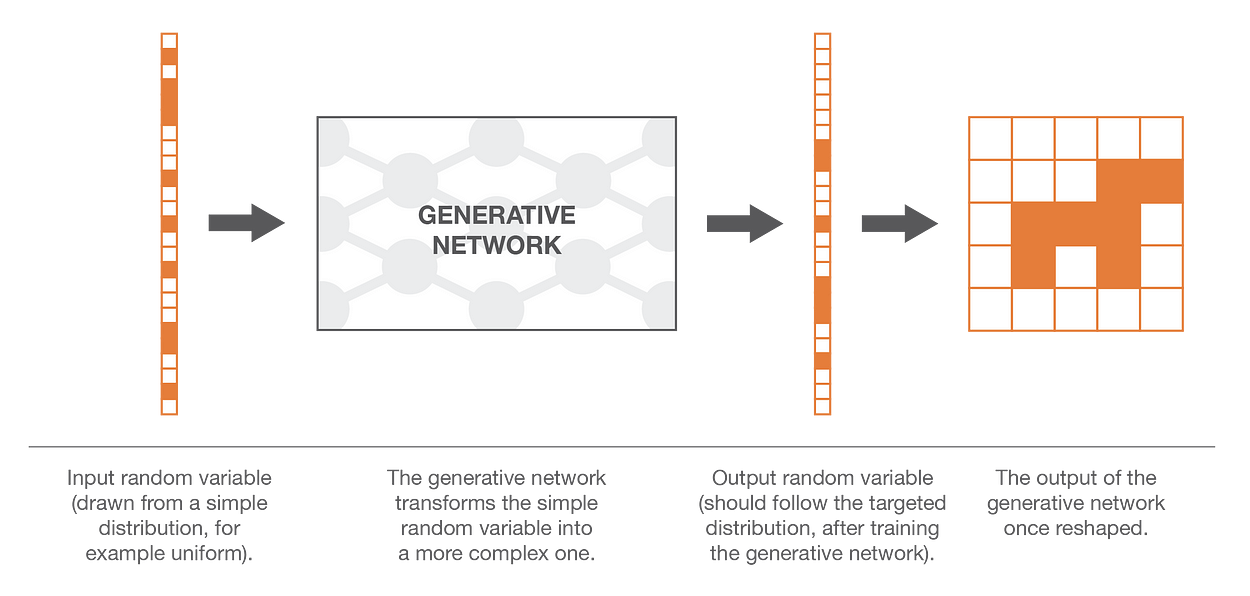 GENERATIVE
NETWORK
Input random variable
(drawn from a simple
distribution, for
example uniform).
The generative network
transforms the simple
random variable into
a more complex one.
Output random variable
(should follow the targeted
distribution, after training
the generative network).
The output of the
generative network
once reshaped.